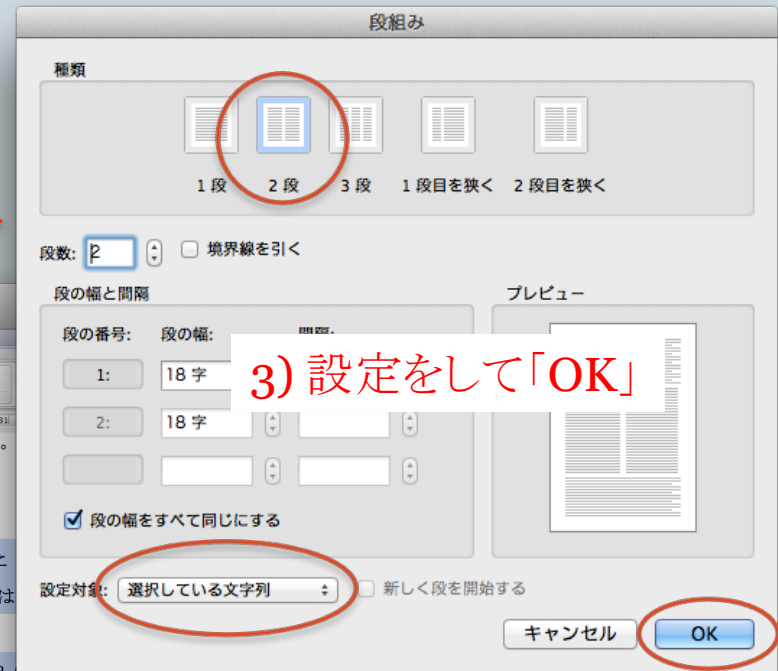 段組み
種類
1 段 2 段 3 段 1 段目を狭く 2 段目を狭く
段数: 2 境界線を引く
段の幅と間隔 プレビュー
段の番号: 段の幅: 間隔:
1: 18 字
3) 設定をして「OK」
2: 18 字
段の幅をすべて同じにする
設定対象: 選択している文字列 新しく段を開始する
は
キャンセル OK